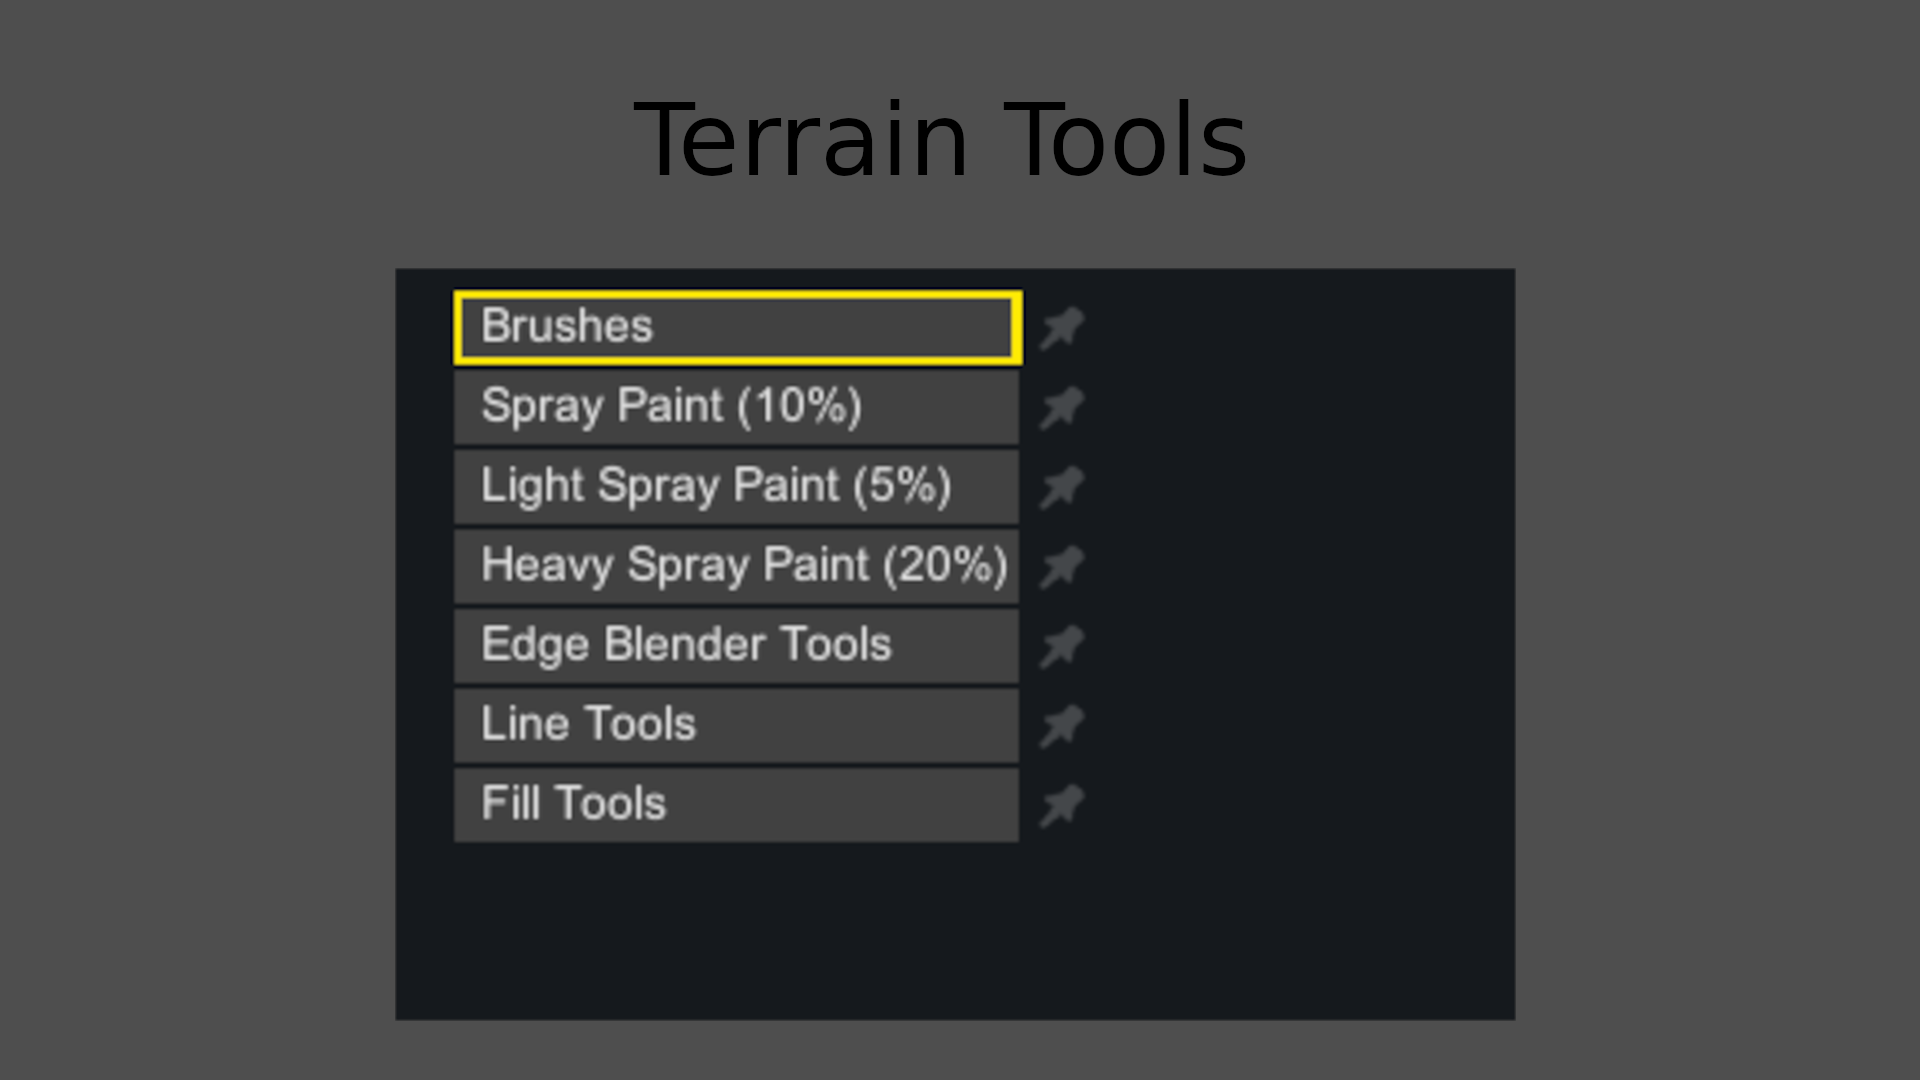 Terrain Tools
Brushes
Spray Paint (10%)
Light Spray Paint (5%)
Heavy Spray Paint (20%)
Edge Blender Tools
Line Tools
Fill Tools